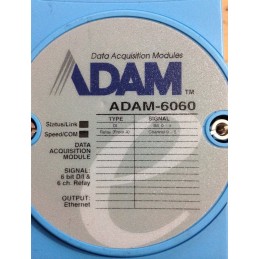 Data Acquisition Modules
ADAM™
ADAM-6060
Status/Link
Speed/COM
TYPE SIGNAL
DI
DATA
ACQUISITION
MODULE
SIGNAL:
6 bit D/I &
6 ch. Relay
OUTPUT:
Ethernet